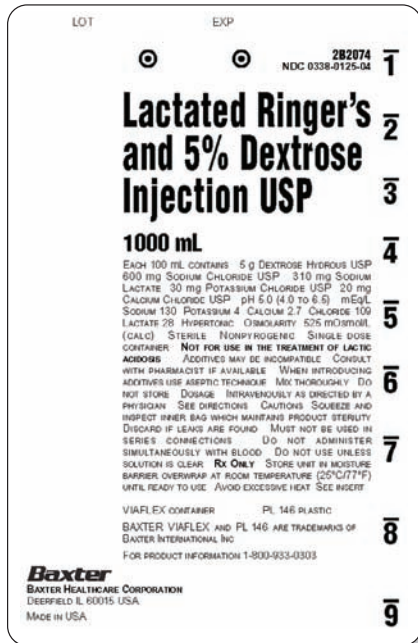 LOT EXP
2B2074
NDC 0338-0125-04
Lactated Ringer's
and 5% Dextrose
Injection USP
1000 mL
EACH 100 mL CONTAINS 5 g DEXTROSE HYDROUS USP
600 mg SODIUM CHLORIDE USP 310 mg SODIUM
LACTATE 30 mg POTASSIUM CHLORIDE USP 20 mg
CALCIUM CHLORIDE USP pH 5.0 (4.0 TO 6.5) mEq/L
SODIUM 130 POTASSIUM 4 CALCIUM 2.7 CHLORIDE 109
LACTATE 28 HYPERTONIC OSMOLARITY 525 mOsmol/L
(CALC) STERILE NONPYROGENIC SINGLE DOSE
CONTAINER NOT FOR USE IN THE TREATMENT OF LACTIC
ACIDOSIS ADDITIVES MAY BE INCOMPATIBLE CONSULT
WITH PHARMACIST IF AVAILABLE WHEN INTRODUCING
ADDITIVES USE ASEPTIC TECHNIQUE MIX THOROUGHLY DO
NOT STORE DOSAGE INTRAVENOUSLY AS DIRECTED BY A
PHYSICIAN SEE DIRECTIONS CAUTIONS SQUEEZE AND
INSPECT INNER BAG WHICH MAINTAINS PRODUCT STERILITY
DISCARD IF LEAKS ARE FOUND MUST NOT BE USED IN
SERIES CONNECTIONS DO NOT ADMINISTER
SIMULTANEOUSLY WITH BLOOD DO NOT USE UNLESS
SOLUTION IS CLEAR RX ONLY STORE UNIT IN MOISTURE
BARRIER OVERWRAP AT ROOM TEMPERATURE (25°C/77°F)
UNTIL READY TO USE AVOID EXCESSIVE HEAT SEE INSERT
VIAFLEX CONTAINER PL 146 PLASTIC
BAXTER VIAFLEX AND PL 146 ARE TRADEMARKS OF
BAXTER INTERNATIONAL INC
FOR PRODUCT INFORMATION 1-800-933-0303
Baxter
BAXTER HEALTHCARE CORPORATION
DEERFIELD IL 60015 USA
MADE IN USA
1
2
3
4
5
6
7
8
9